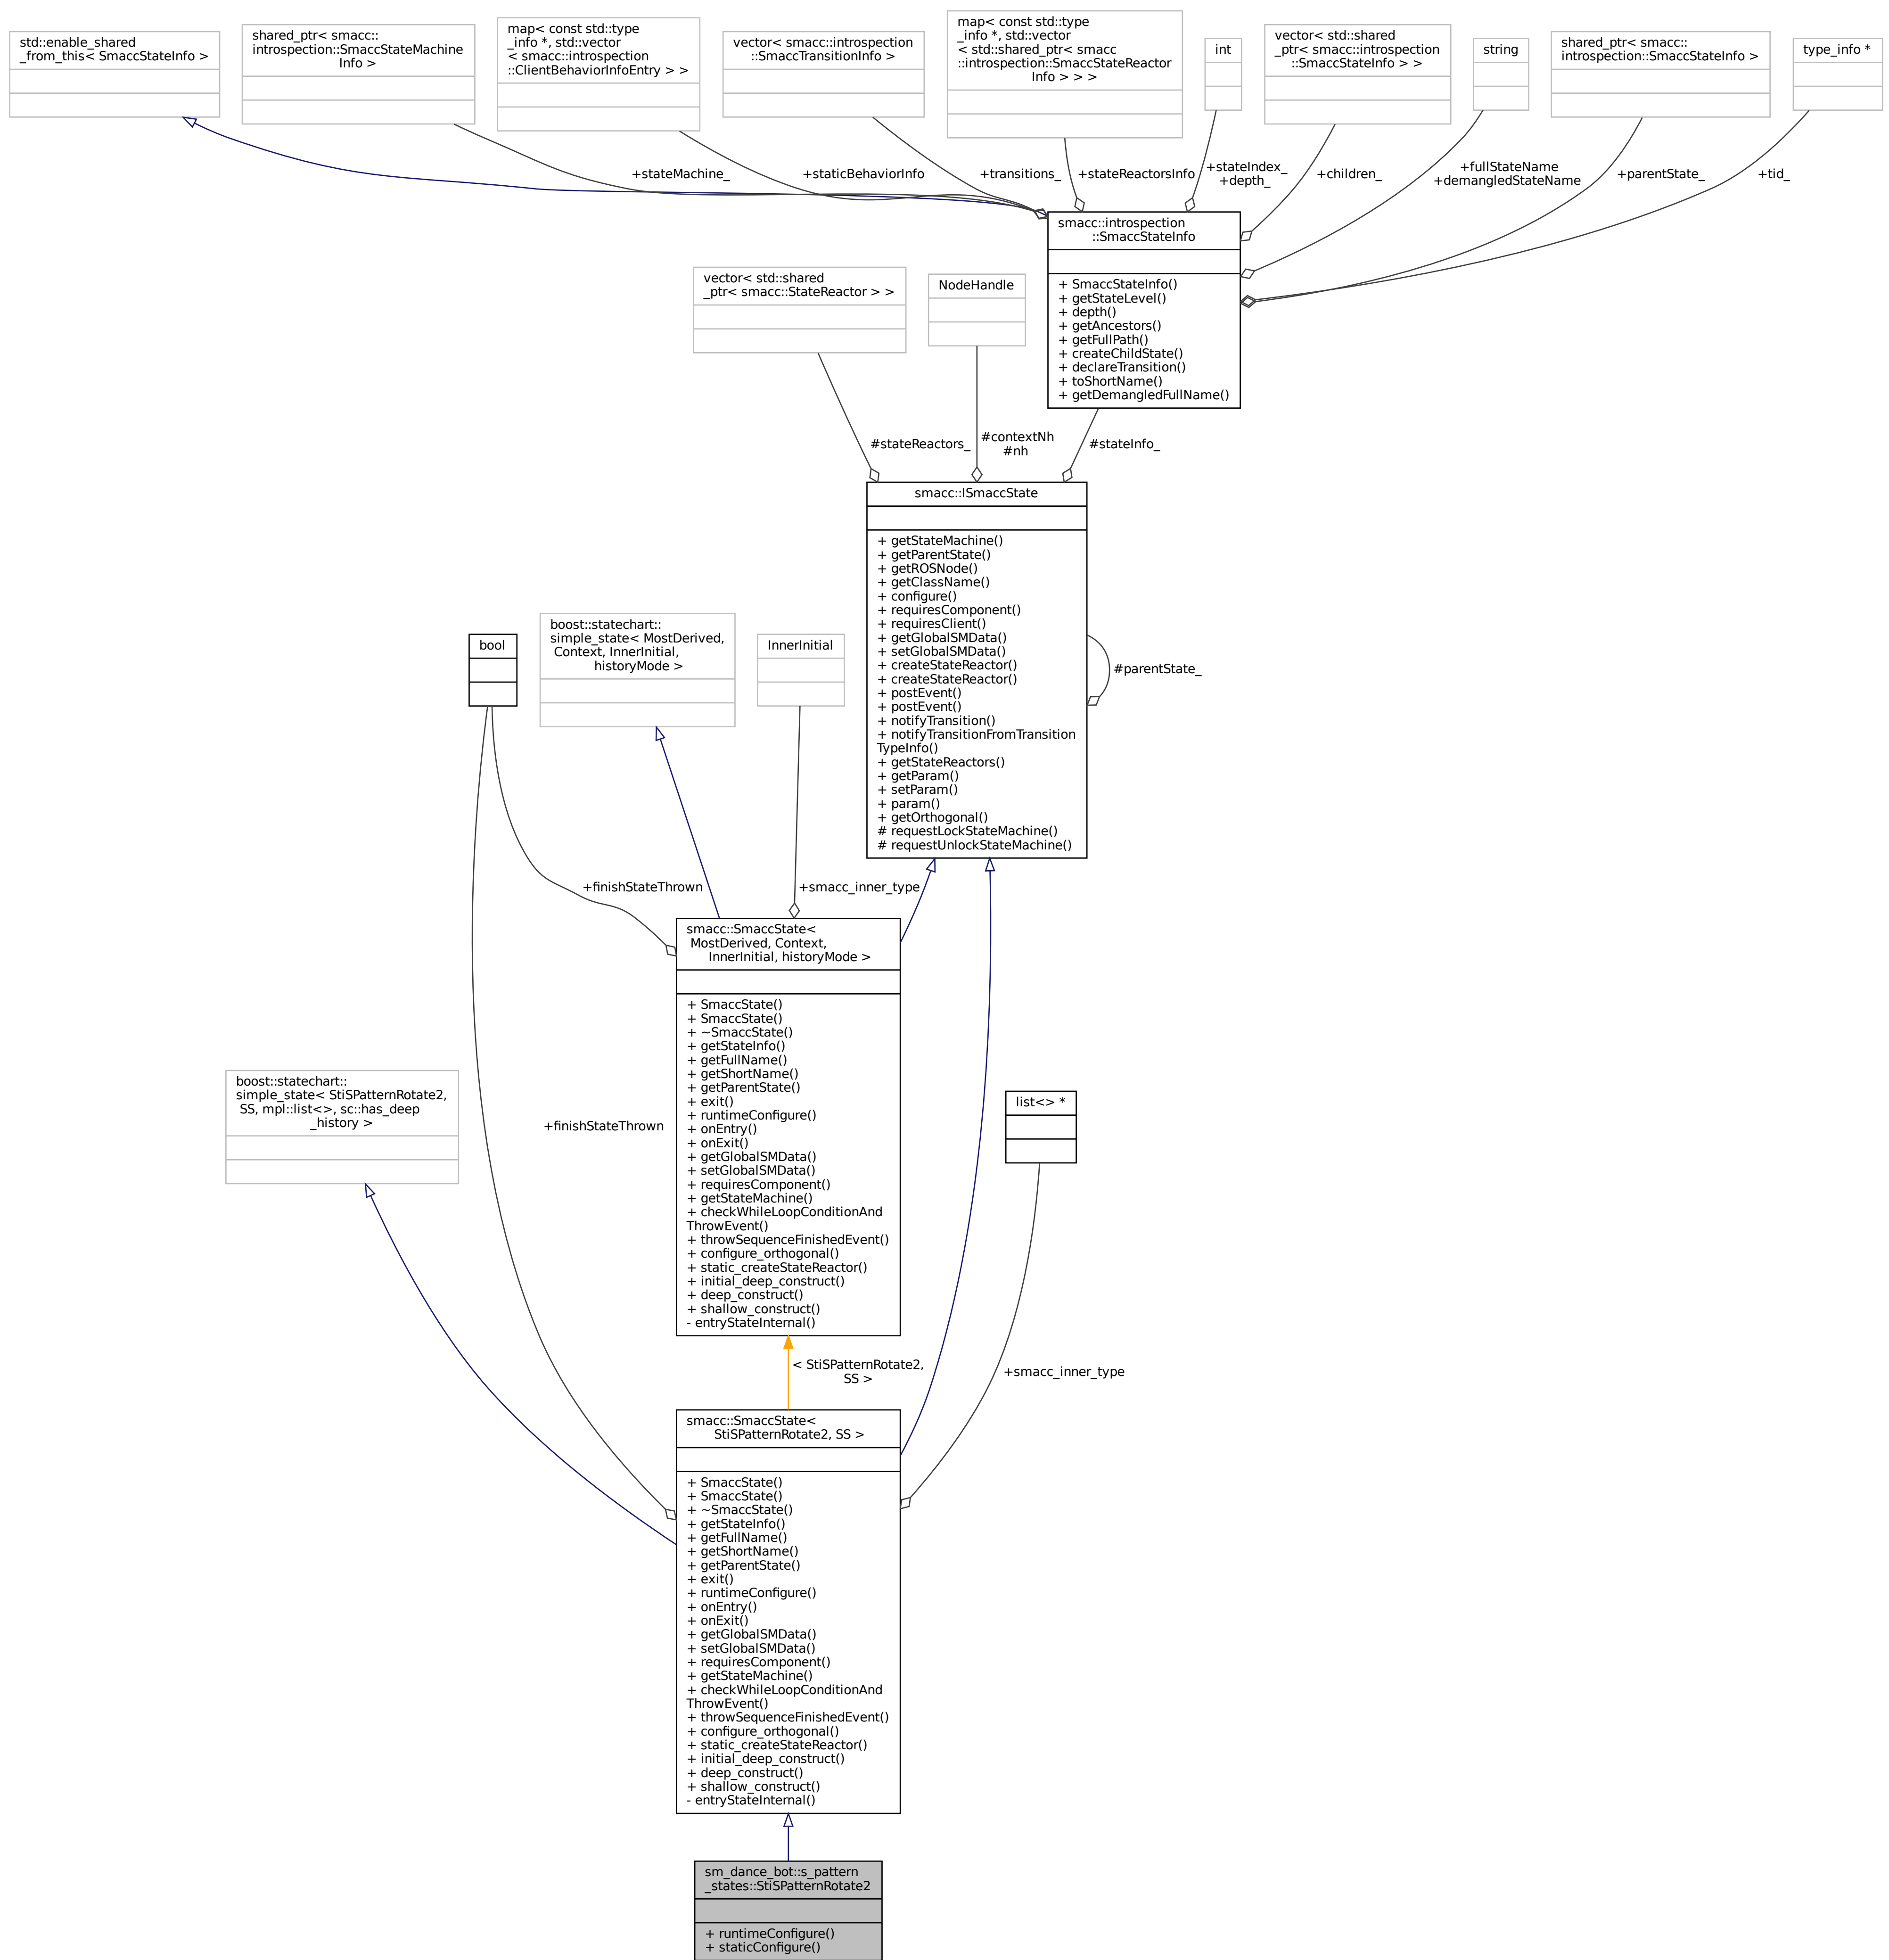 std::enable_shared
_from_this< SmaccStateInfo >
shared_ptr< smacc::
introspection::SmaccStateMachine
Info >
map< const std::type
_info *, std::vector
< smacc::introspection
::ClientBehaviorInfoEntry > >
vector< smacc::introspection
::SmaccTransitionInfo >
map< const std::type
_info *, std::vector
< std::shared_ptr< smacc
::introspection::SmaccStateReactor
Info > > >
int
vector< std::shared
_ptr< smacc::introspection
::SmaccStateInfo > >
string
shared_ptr< smacc::
introspection::SmaccStateInfo >
type_info *
+stateMachine_
+staticBehaviorInfo
+transitions_
+stateReactorsInfo
+stateIndex_
+depth_
+children_
+fullStateName
+demangledStateName
+parentState_
+tid_
smacc::introspection
::SmaccStateInfo
+ SmaccStateInfo()
+ getStateLevel()
+ depth()
+ getAncestors()
+ getFullPath()
+ createChildState()
+ declareTransition()
+ toShortName()
+ getDemangledFullName()
vector< std::shared
_ptr< smacc::StateReactor > >
NodeHandle
#stateReactors_
#contextNh
#nh
#stateInfo_
smacc::ISmaccState
+ getStateMachine()
+ getParentState()
+ getROSNode()
+ getClassName()
+ configure()
+ requiresComponent()
+ requiresClient()
+ getGlobalSMData()
+ setGlobalSMData()
+ createStateReactor()
+ createStateReactor()
+ postEvent()
+ postEvent()
+ notifyTransition()
+ notifyTransitionFromTransition
TypeInfo()
+ getStateReactors()
+ getParam()
+ setParam()
+ param()
+ getOrthogonal()
# requestLockStateMachine()
# requestUnlockStateMachine()
#parentState_
bool
boost::statechart::
simple_state< MostDerived,
Context, InnerInitial,
historyMode >
InnerInitial
+finishStateThrown
+smacc_inner_type
smacc::SmaccState<
MostDerived, Context,
InnerInitial, historyMode >
+ SmaccState()
+ SmaccState()
+ ~SmaccState()
+ getStateInfo()
+ getFullName()
+ getShortName()
+ getParentState()
+ exit()
+ runtimeConfigure()
+ onEntry()
+ onExit()
+ getGlobalSMData()
+ setGlobalSMData()
+ requiresComponent()
+ getStateMachine()
+ checkWhileLoopConditionAnd
ThrowEvent()
+ throwSequenceFinishedEvent()
+ configure_orthogonal()
+ static_createStateReactor()
+ initial_deep_construct()
+ deep_construct()
+ shallow_construct()
- entryStateInternal()
boost::statechart::
simple_state< StiSPatternRotate2,
SS, mpl::list<>, sc::has_deep
_history >
+finishStateThrown
list<> *
< StiSPatternRotate2,
SS >
+smacc_inner_type
smacc::SmaccState<
StiSPatternRotate2, SS >
+ SmaccState()
+ SmaccState()
+ ~SmaccState()
+ getStateInfo()
+ getFullName()
+ getShortName()
+ getParentState()
+ exit()
+ runtimeConfigure()
+ onEntry()
+ onExit()
+ getGlobalSMData()
+ setGlobalSMData()
+ requiresComponent()
+ getStateMachine()
+ checkWhileLoopConditionAnd
ThrowEvent()
+ throwSequenceFinishedEvent()
+ configure_orthogonal()
+ static_createStateReactor()
+ initial_deep_construct()
+ deep_construct()
+ shallow_construct()
- entryStateInternal()
sm_dance_bot::s_pattern
_states::StiSPatternRotate2
+ runtimeConfigure()
+ staticConfigure()